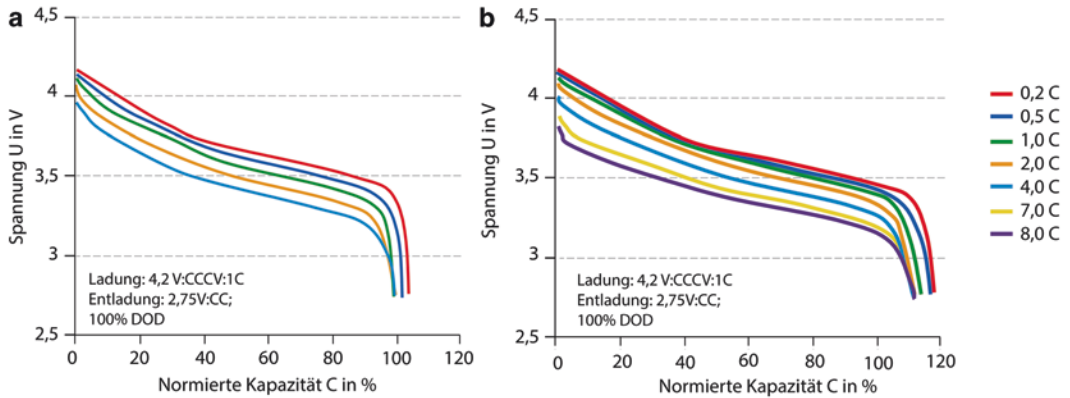 a
4,5
4
3,5
3
2,5
Spannung U in V
Ladung: 4,2 V:CCCV:1C
Entladung: 2,75V:CC;
100% DOD
0 20 40 60 80 100 120
Normierte Kapazität C in %
b
4,5
4
3,5
3
2,5
Spannung U in V
Ladung: 4,2 V:CCCV:1C
Entladung: 2,75V:CC;
100% DOD
0 20 40 60 80 100 120
Normierte Kapazität C in %
0,2 C
0,5 C
1,0 C
2,0 C
4,0 C
7,0 C
8,0 C